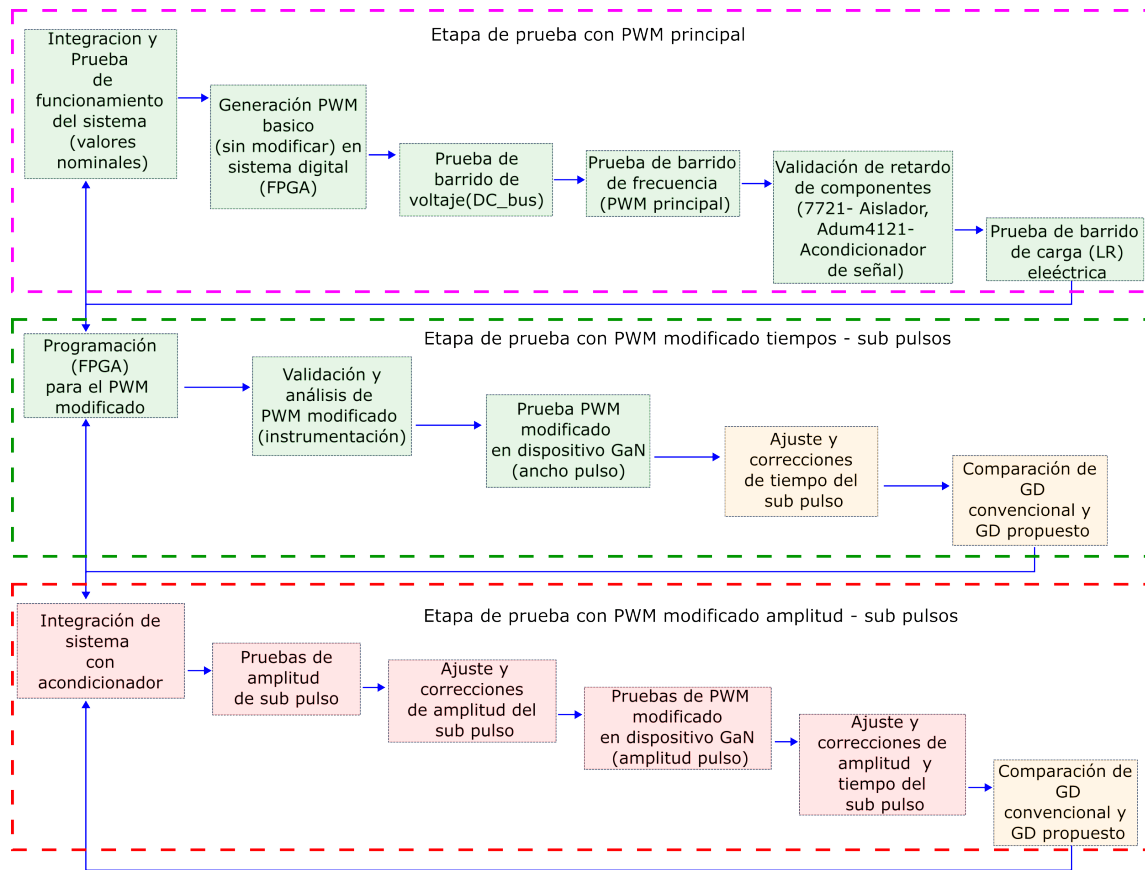 Etapa de prueba con PWM principal
Integracion y
Prueba
de
funcionamiento
del sistema
(valores
nominales)
Generación PWM
basico
(sin modificar) en
sistema digital
(FPGA)
Prueba de
barrido de
voltaje(DC_bus)
Prueba de barrido
de frecuencia
(PWM principal)
Validación de retardo
de componentes
(7721- Aislador,
Adum4121-
Acondicionador
de señal)
Prueba de barrido
de carga (LR)
eleéctrica
Etapa de prueba con PWM modificado tiempos - sub pulsos
Programación
(FPGA)
para el PWM
modificado
Validación y
análisis de
PWM modificado
(instrumentación)
Prueba PWM
modificado
en dispositivo GaN
(ancho pulso)
Ajuste y
correcciones
de tiempo del
sub pulso
Comparación de
GD
convencional y
GD propuesto
Etapa de prueba con PWM modificado amplitud - sub pulsos
Integración de
sistema
con
acondicionador
Pruebas de
amplitud
de sub pulso
Ajuste y
correcciones
de amplitud del
sub pulso
Pruebas de PWM
modificado
en dispositivo GaN
(amplitud pulso)
Ajuste y
correcciones de
amplitud y
tiempo del
sub pulso
Comparación de
GD
convencional y
GD propuesto